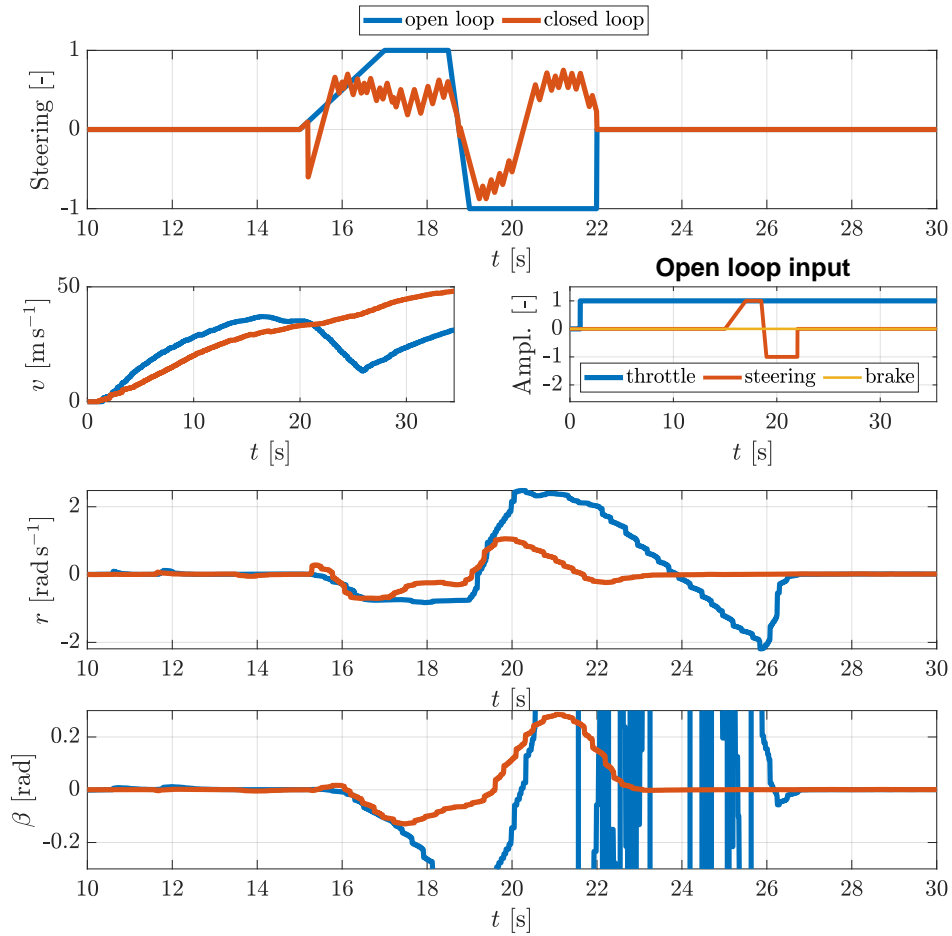 open loop closed loop
1
0
-1
Steering [-]
10 12 14 16 18 20 22 24 26 28 30
t [s]
50
0
v [m s⁻¹]
0 10 20 30
t [s]
Open loop input
1
0
-1
-2
Ampl. [-]
throttle steering brake
0 10 20 30
t [s]
2
0
-2
r [rad s⁻¹]
10 12 14 16 18 20 22 24 26 28 30
t [s]
0.2
0
-0.2
β [rad]
10 12 14 16 18 20 22 24 26 28 30
t [s]